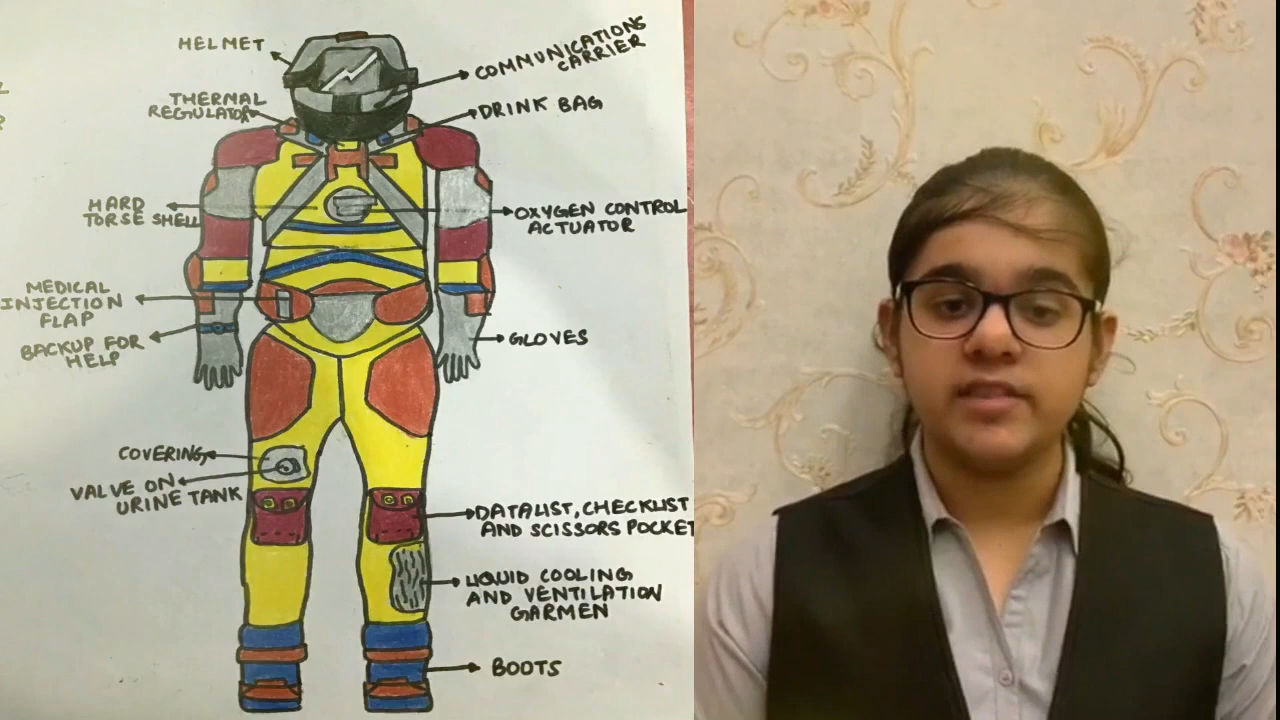 HELMET
COMMUNICATIONS
CARRIER
THERMAL
REGULATOR
DRINK BAG
HARD
TORSE SHELL
OXYGEN CONTROL
ACTUATOR
MEDICAL
INJECTION
FLAP
BACKUP FOR
HELP
GLOVES
COVERING
VALVE ON
URINE TANK
DATALIST, CHECKLIST
AND SCISSORS POCKET
LIQUID COOLING
AND VENTILATION
GARMEN
BOOTS